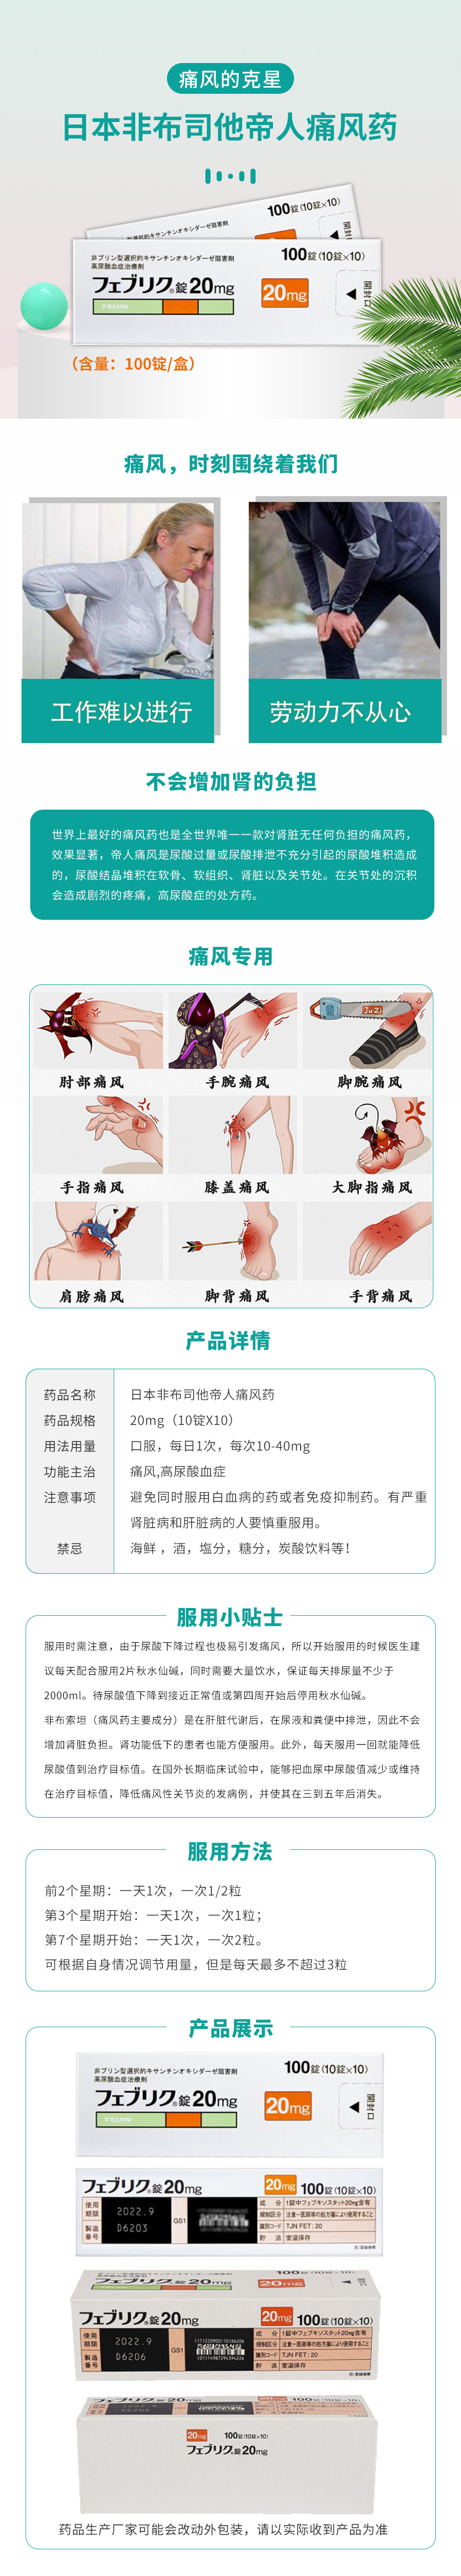 痛风的克星
日本非布司他帝人痛风药
100錠(10錠×10)
非プリン型選択的キサンチンオキシダーゼ阻害剤
高尿酸血症治療剤
100錠(10錠×10)
フェブリク®錠20mg
20mg
開封口
TEIJIN
（含量：100锭/盒）
痛风，时刻围绕着我们
工作难以进行
劳动力不从心
不会增加肾的负担
世界上最好的痛风药也是全世界唯一一款对肾脏无任何负担的痛风药，
效果显著，帝人痛风是尿酸过量或尿酸排泄不充分引起的尿酸堆积造成
的，尿酸结晶堆积在软骨、软组织、肾脏以及关节处。在关节处的沉积
会造成剧烈的疼痛，高尿酸症的处方药。
痛风专用
肘部痛风
手腕痛风
脚腕痛风
手指痛风
膝盖痛风
大脚指痛风
肩膀痛风
脚背痛风
手背痛风
产品详情
药品名称
日本非布司他帝人痛风药
药品规格
20mg（10锭X10）
用法用量
口服，每日1次，每次10-40mg
功能主治
痛风,高尿酸血症
注意事项
避免同时服用白血病的药或者免疫抑制药。有严重
肾脏病和肝脏病的人要慎重服用。
禁忌
海鲜 ，酒，塩分，糖分，炭酸饮料等！
服用小贴士
服用时需注意，由于尿酸下降过程也极易引发痛风，所以开始服用的时候医生建
议每天配合服用2片秋水仙碱，同时需要大量饮水，保证每天排尿量不少于
2000ml。待尿酸值下降到接近正常值或第四周开始后停用秋水仙碱。
非布索坦（痛风药主要成分）是在肝脏代谢后，在尿液和粪便中排泄，因此不会
增加肾脏负担。肾功能低下的患者也能方便服用。此外，每天服用一回就能降低
尿酸值到治疗目标值。在国外长期临床试验中，能够把血尿中尿酸值减少或维持
在治疗目标值，降低痛风性关节炎的发病例，并使其在三到五年后消失。
服用方法
前2个星期：一天1次，一次1/2粒
第3个星期开始：一天1次，一次1粒；
第7个星期开始：一天1次，一次2粒。
可根据自身情况调节用量，但是每天最多不超过3粒
产品展示
非プリン型選択的キサンチンオキシダーゼ阻害剤
高尿酸血症治療剤
100錠(10錠×10)
フェブリク®錠20mg
20mg
開封口
TEIJIN
フェブリク®錠20mg
20mg 100錠(10錠×10)
使用期限
2022.9
製造番号
D6203
GS1
成 分 1錠中フェブキソスタット20mg含有
規制区分 注意－医師等の処方箋により使用すること
識別コード TJN FET：20
貯 法 室温保存
フェブリク®錠20mg
20mg 100錠(10錠×10)
使用期限
2022.9
製造番号
D6206
GS1
成 分 1錠中フェブキソスタット20mg含有
規制区分 注意－医師等の処方箋により使用すること
識別コード TJN FET：20
貯 法 室温保存
20mg 100錠(10錠×10)
フェブリク®錠20mg
药品生产厂家可能会改动外包装，请以实际收到产品为准